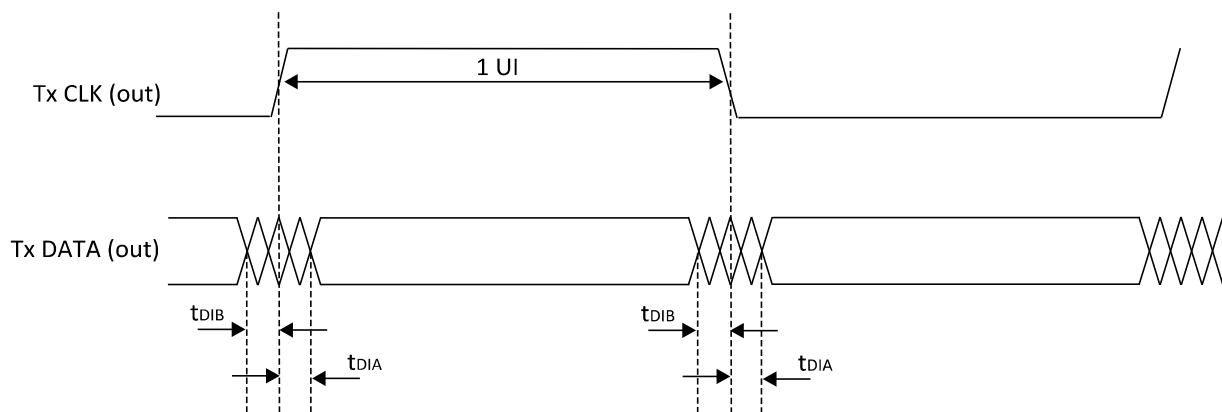 1 UI
Tx CLK (out)
Tx DATA (out)
tDIB
tDIB
tDIA
tDIA